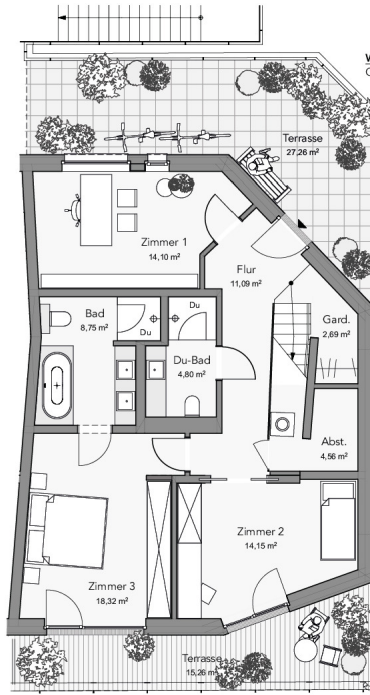 Terrasse
27,26 m²
Zimmer 1
14,10 m²
Flur
11,09 m²
Bad
8,75 m²
Du
Du
Du-Bad
4,80 m²
Gard.
2,69 m²
Abst.
4,56 m²
Zimmer 2
14,15 m²
Zimmer 3
18,32 m²
Terrasse
15,26 m²